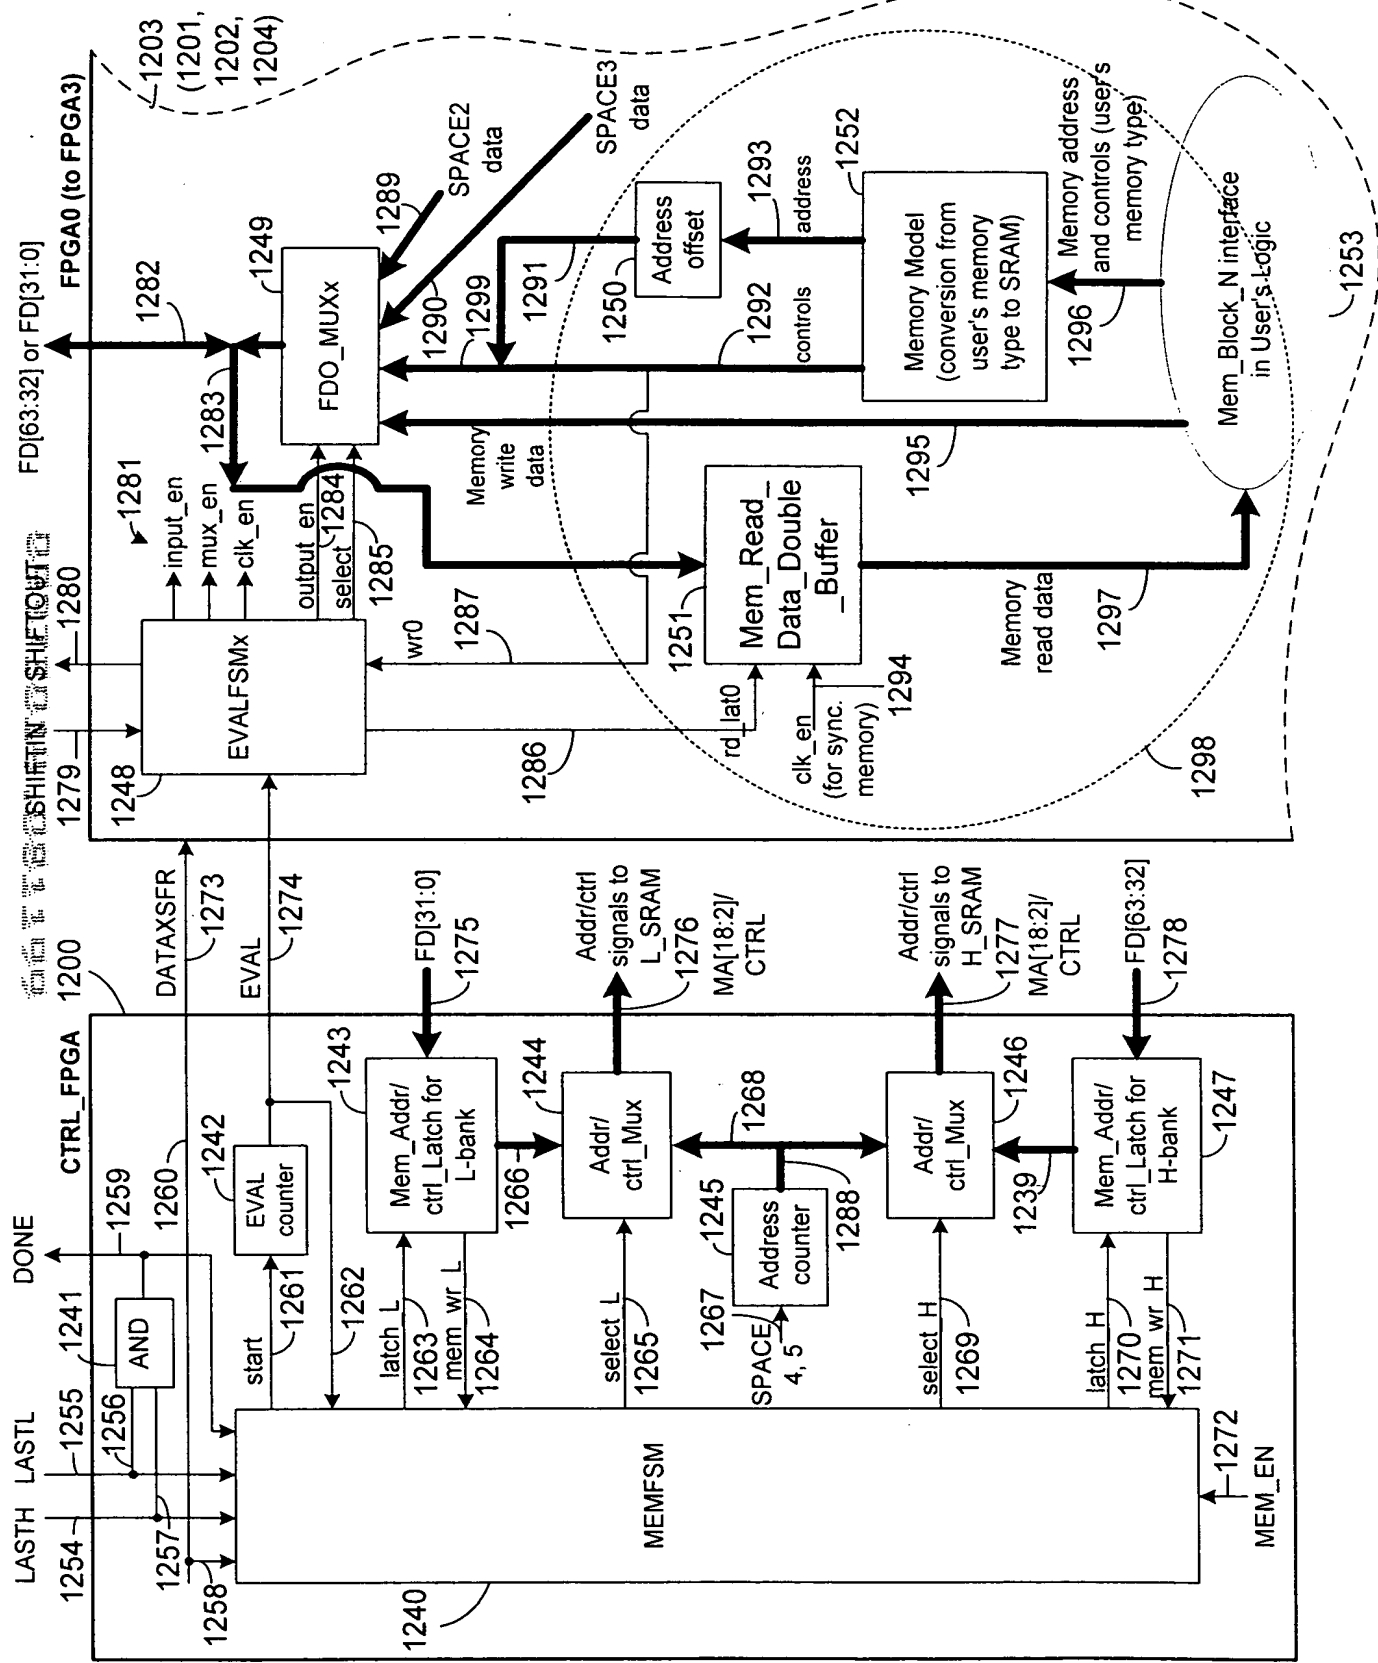 CTRL_FPGA
1200
LASTH
1254
LASTL
1255
1256
1257
1258
1241
AND
DONE
1259
1260
DATAXSFR
1273
start
1261
1262
EVAL
counter
1242
EVAL
1274
latch_L
1263
mem_wr_L
1264
Mem_Addr/
ctrl_Latch for
L-bank
1243
FD[31:0]
1275
1266
select_L
1265
Addr/
ctrl_Mux
1244
Addr/ctrl
signals to
L_SRAM
1276
MA[18:2]/
CTRL
SPACE
4, 5
1267
Address
counter
1245
1288
1268
select_H
1269
Addr/
ctrl_Mux
1246
Addr/ctrl
signals to
H_SRAM
1277
MA[18:2]/
CTRL
1239
latch_H
1270
mem_wr_H
1271
Mem_Addr/
ctrl_Latch for
H-bank
1247
FD[63:32]
1278
MEMFSM
1240
MEM_EN
1272
FPGA0 (to FPGA3)
1203
(1201,
1202,
1204)
SHIFTIN
1279
SHIFTOUT
1280
1281
FD[63:32] or FD[31:0]
1282
1283
1248
EVALFSMx
input_en
mux_en
clk_en
output_en
1284
select
1285
wr0
1287
1286
rd_lat0
FDO_MUXx
1249
1289
SPACE2
data
1290
SPACE3
data
1299
1291
Memory
write
data
1251
Mem_Read_
Data_Double
_Buffer
clk_en
(for sync.
memory)
1294
Address
offset
1250
1293
address
1292
controls
Memory Model
(conversion from
user's memory
type to SRAM)
1252
1295
1296
Memory address
and controls (user's
memory type)
Memory
read data
1297
Mem_Block_N interface
in User's Logic
1298
1253